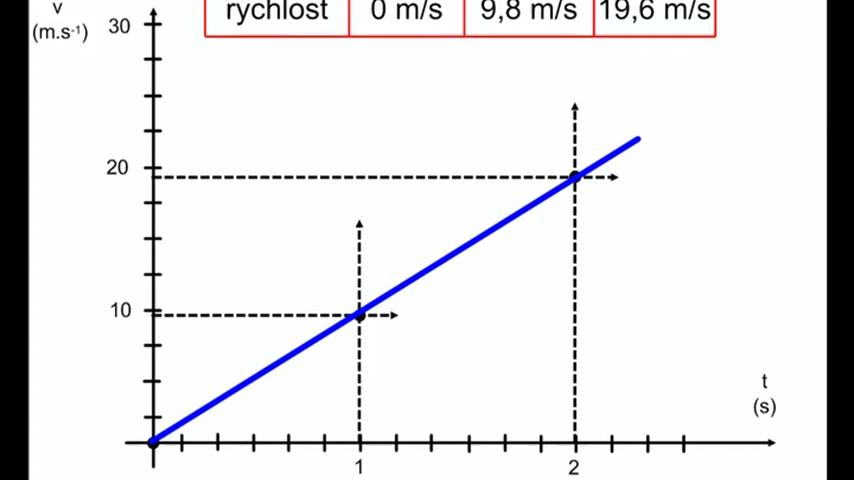 v
(m.s-1)
rychlost 0 m/s 9,8 m/s 19,6 m/s
30
20
10
t
(s)
1 2